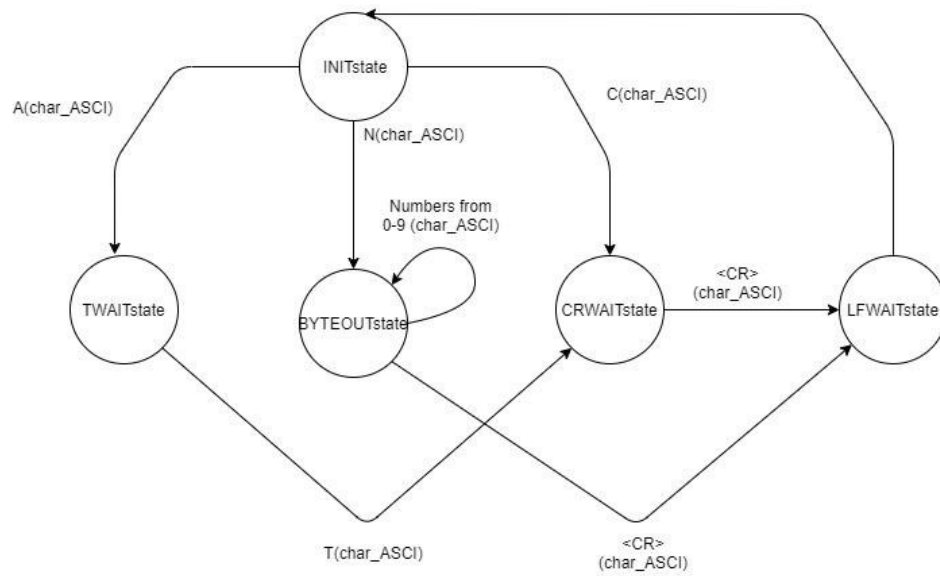 INITstate
A(char_ASCI)
C(char_ASCI)
N(char_ASCI)
Numbers from
0-9 (char_ASCI)
<CR>
(char_ASCI)
TWAITstate
BYTEOUTstate
CRWAITstate
LFWAITstate
T(char_ASCI)
<CR>
(char_ASCI)